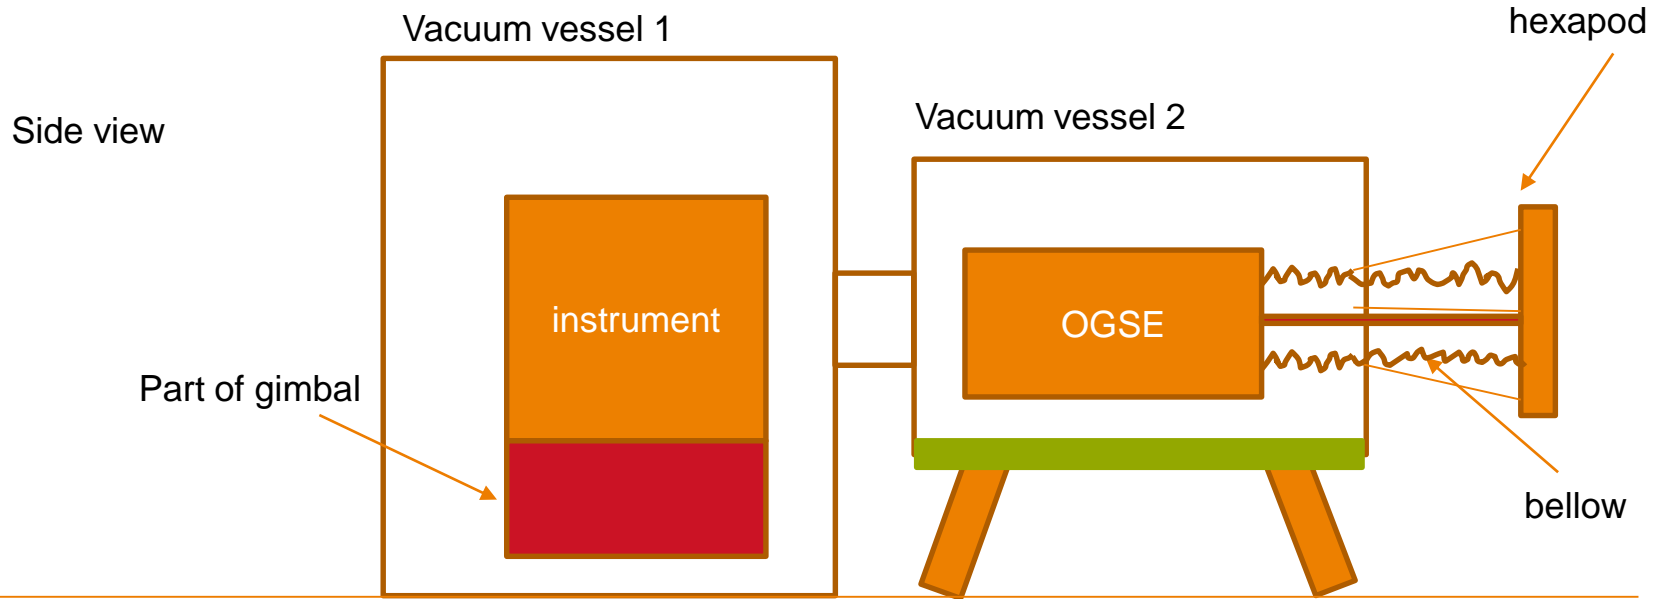 hexapod
Vacuum vessel 1
Vacuum vessel 2
Side view
instrument
OGSE
Part of gimbal
bellow